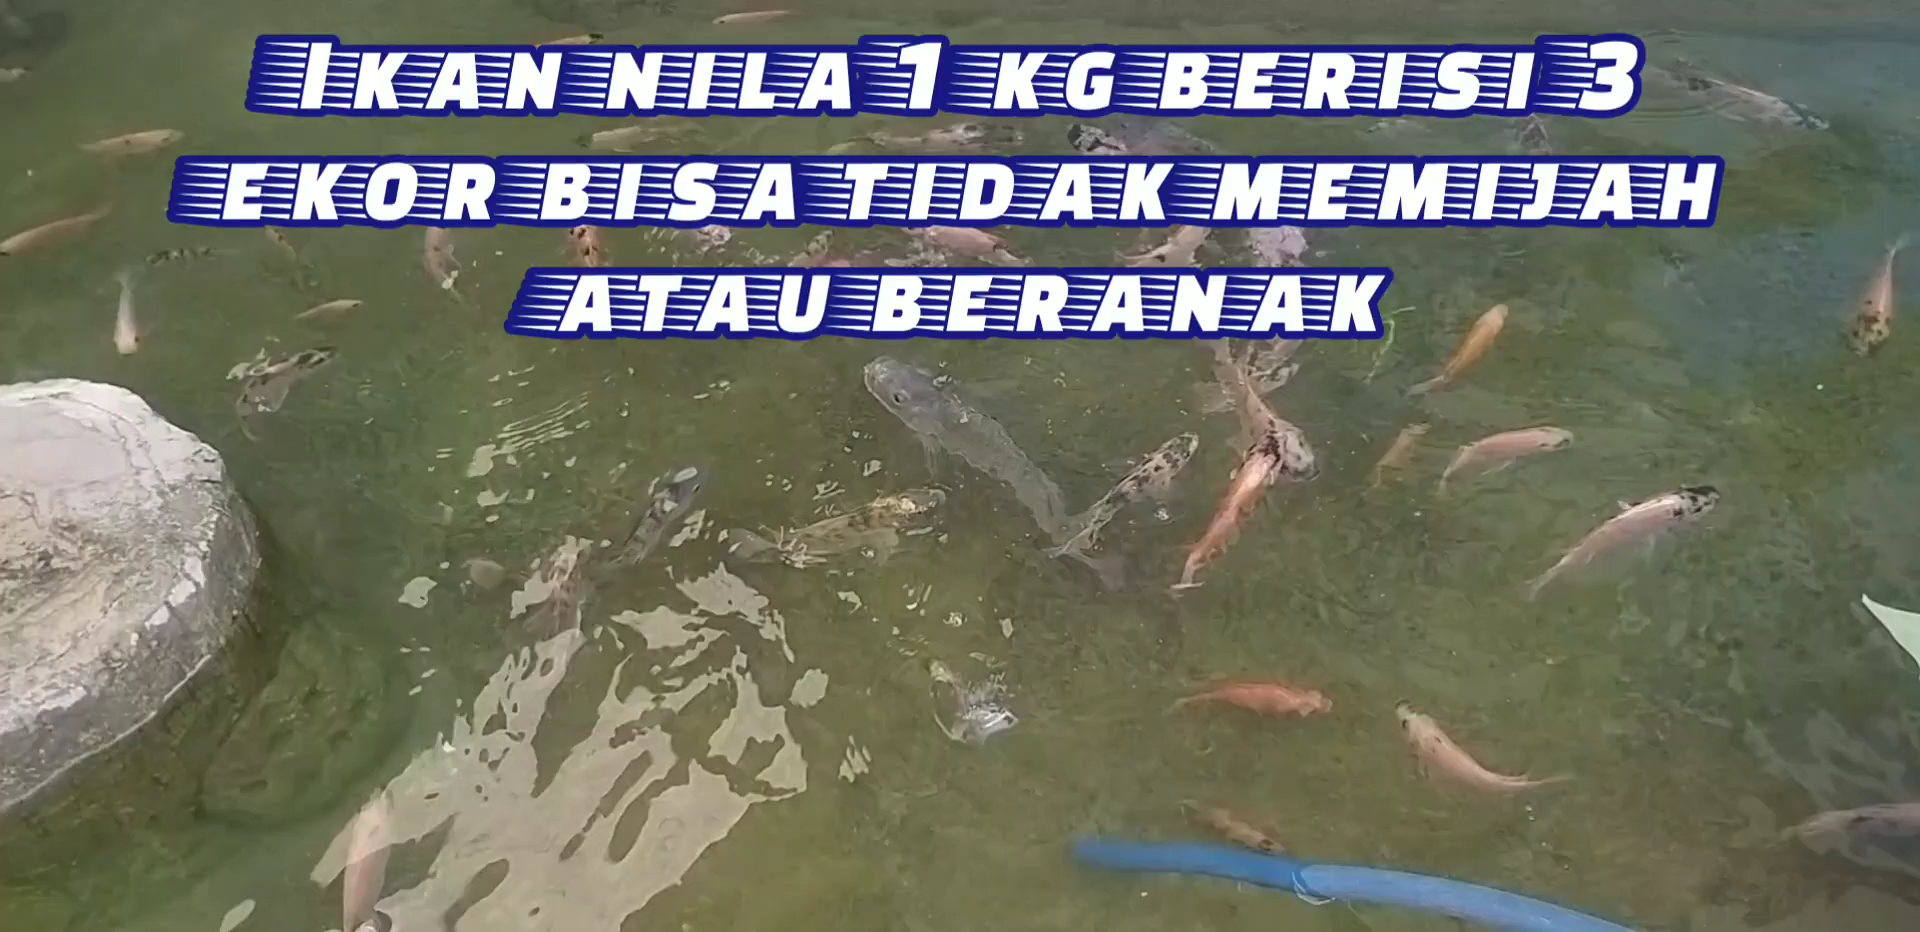 Ikan nila 1 kg berisi 3
ekor bisa tidak memijah
atau beranak